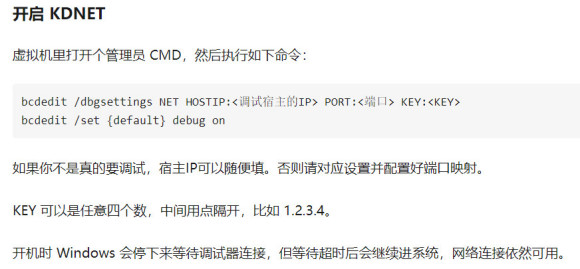 开启 KDNET
虚拟机里打开个管理员 CMD，然后执行如下命令：
bcdedit /dbgsettings NET HOSTIP:<调试宿主的IP> PORT:<端口> KEY:<KEY>
bcdedit /set {default} debug on
如果你不是真的要调试，宿主IP可以随便填。否则请对应设置并配置好端口映射。
KEY 可以是任意四个数，中间用点隔开，比如 1.2.3.4。
开机时 Windows 会停下来等待调试器连接，但等待超时后会继续进系统，网络连接依然可用。